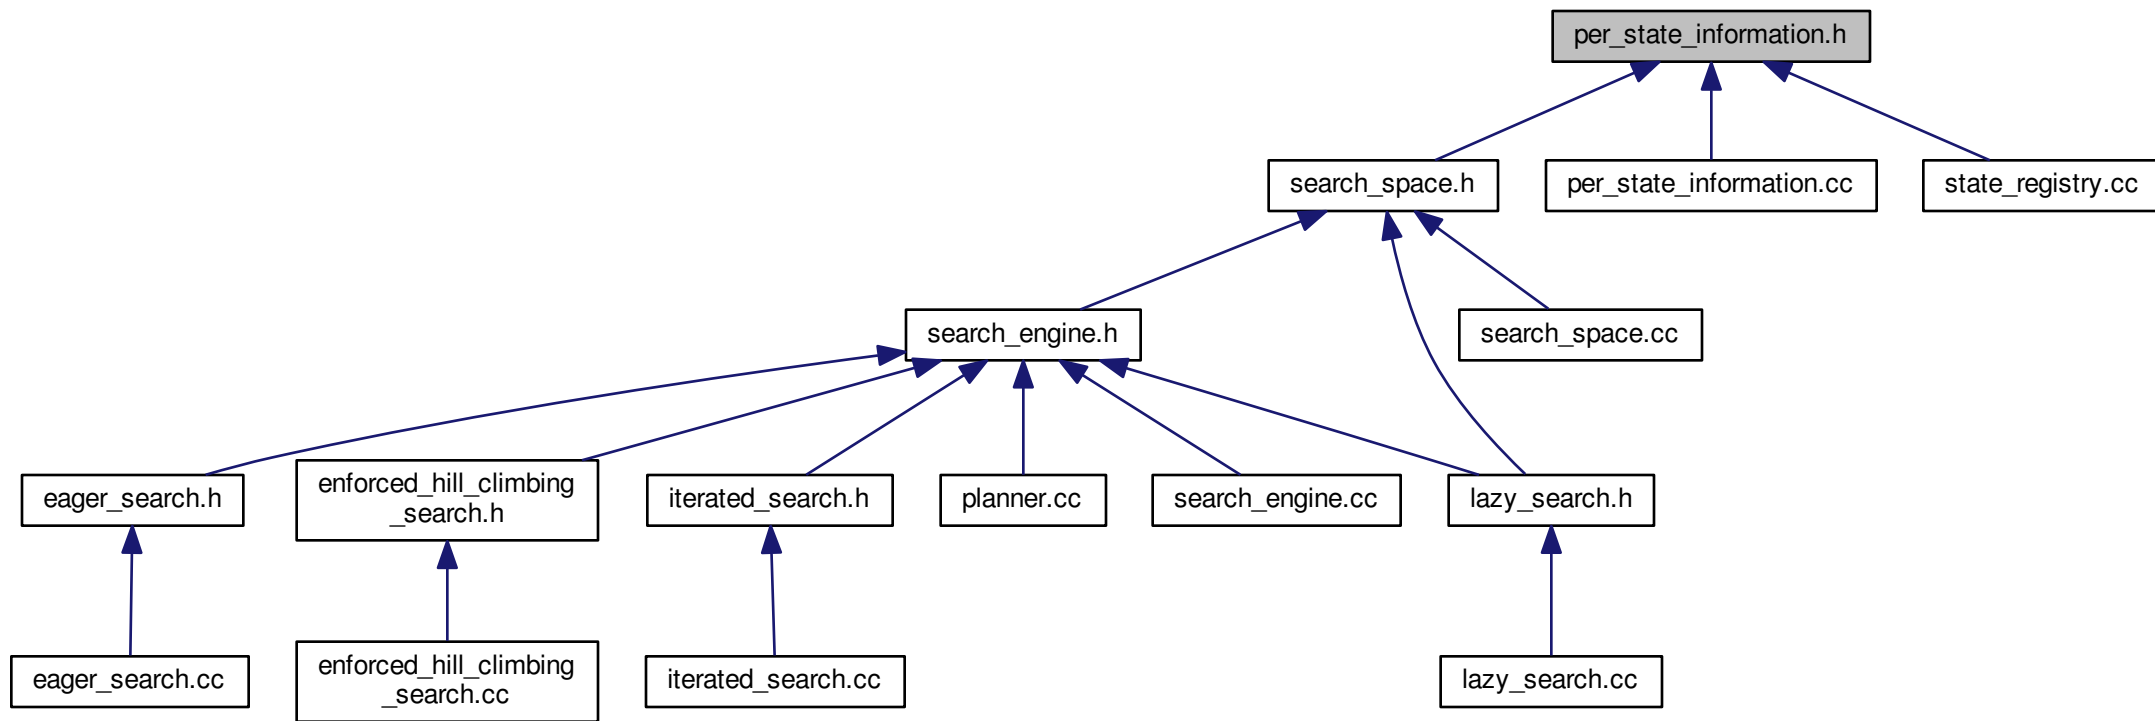 per_state_information.h
search_space.h
per_state_information.cc
state_registry.cc
search_engine.h
search_space.cc
eager_search.h
enforced_hill_climbing
_search.h
iterated_search.h
planner.cc
search_engine.cc
lazy_search.h
eager_search.cc
enforced_hill_climbing
_search.cc
iterated_search.cc
lazy_search.cc